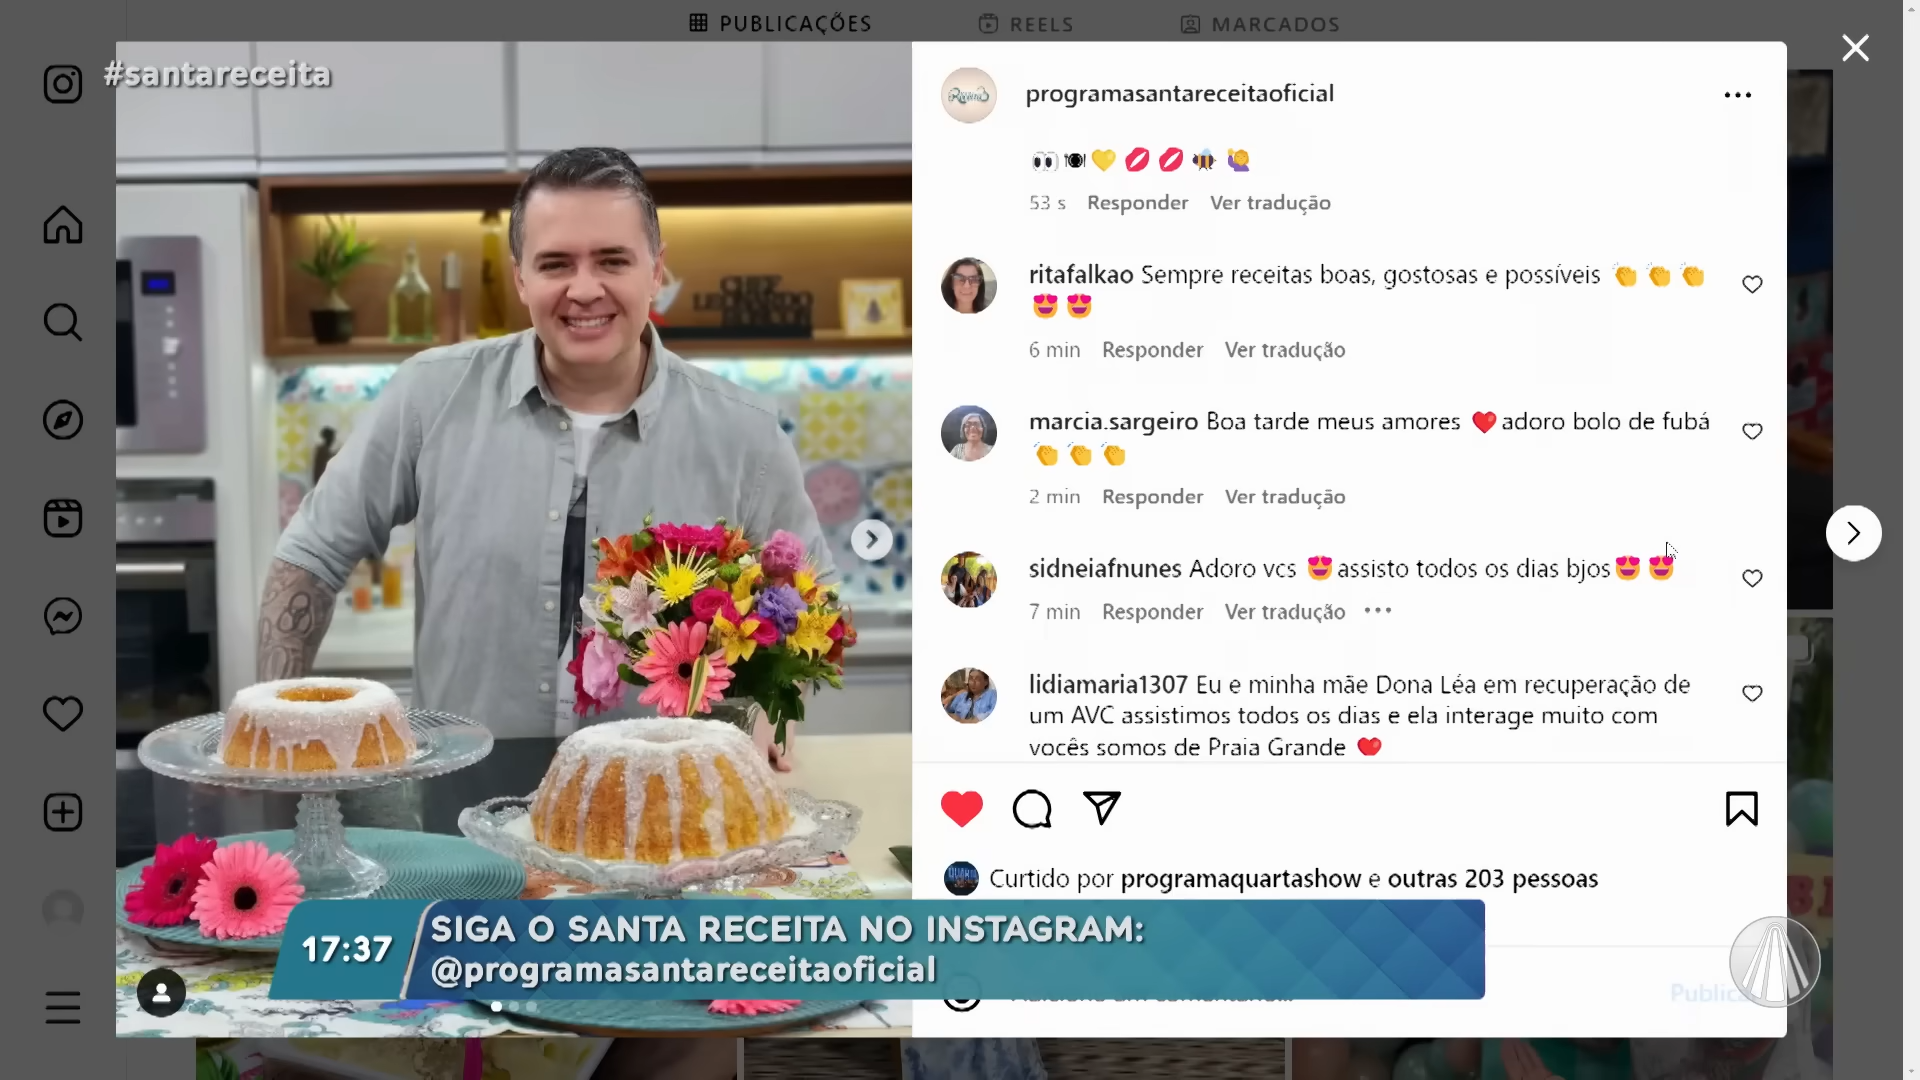 PUBLICAÇÕES
REELS
MARCADOS
#santareceita
CHEF
LEONARDO
programasantareceitaoficial
👀🍽💛💋💋🐝🙋
53 s Responder Ver tradução
ritafalkao Sempre receitas boas, gostosas e possíveis 👏👏👏
😍😍
6 min Responder Ver tradução
marcia.sargeiro Boa tarde meus amores ❤️adoro bolo de fubá
👏👏👏
2 min Responder Ver tradução
sidneiafnunes Adoro vcs 😍assisto todos os dias bjos😍😍
7 min Responder Ver tradução
lidiamaria1307 Eu e minha mãe Dona Léa em recuperação de
um AVC assistimos todos os dias e ela interage muito com
vocês somos de Praia Grande ❤️
Curtido por programaquartashow e outras 203 pessoas
17:37
SIGA O SANTA RECEITA NO INSTAGRAM:
@programasantareceitaoficial